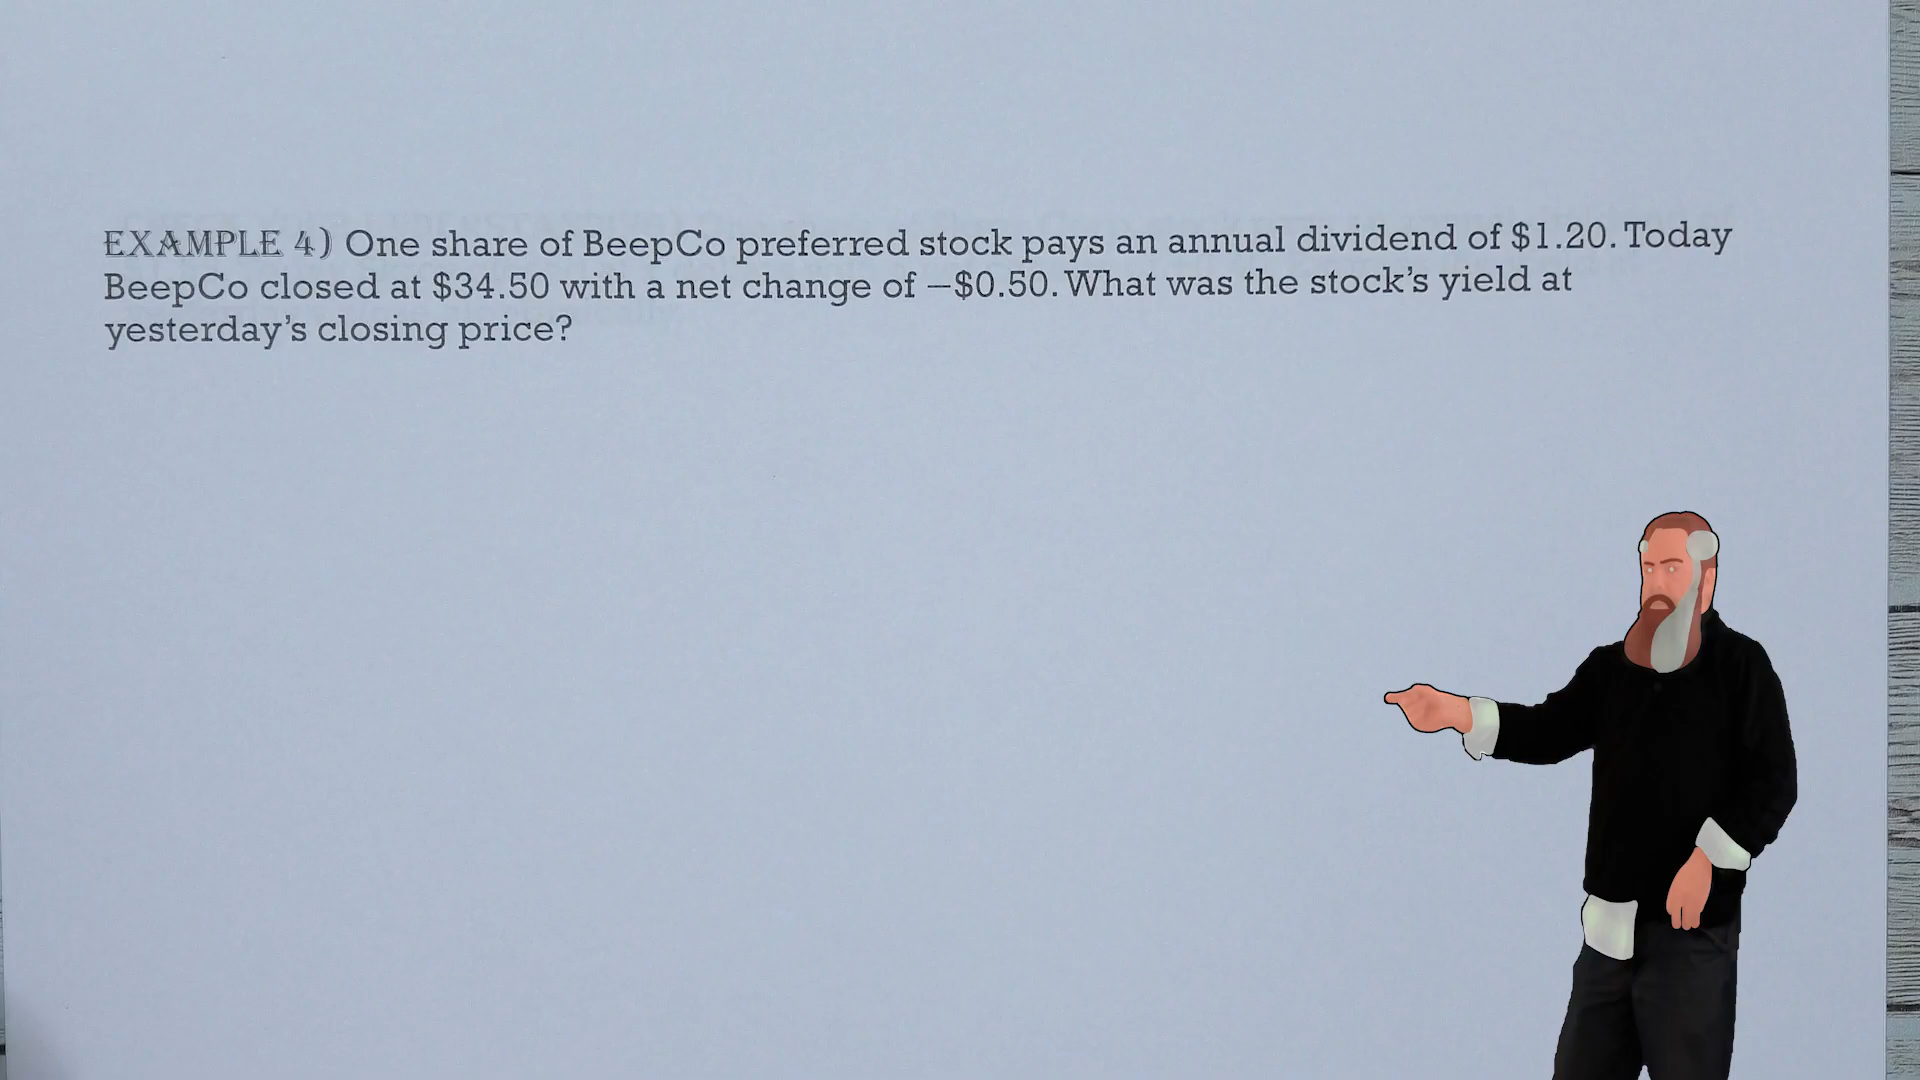 EXAMPLE 4) One share of BeepCo preferred stock pays an annual dividend of $1.20. Today
BeepCo closed at $34.50 with a net change of –$0.50. What was the stock's yield at
yesterday's closing price?